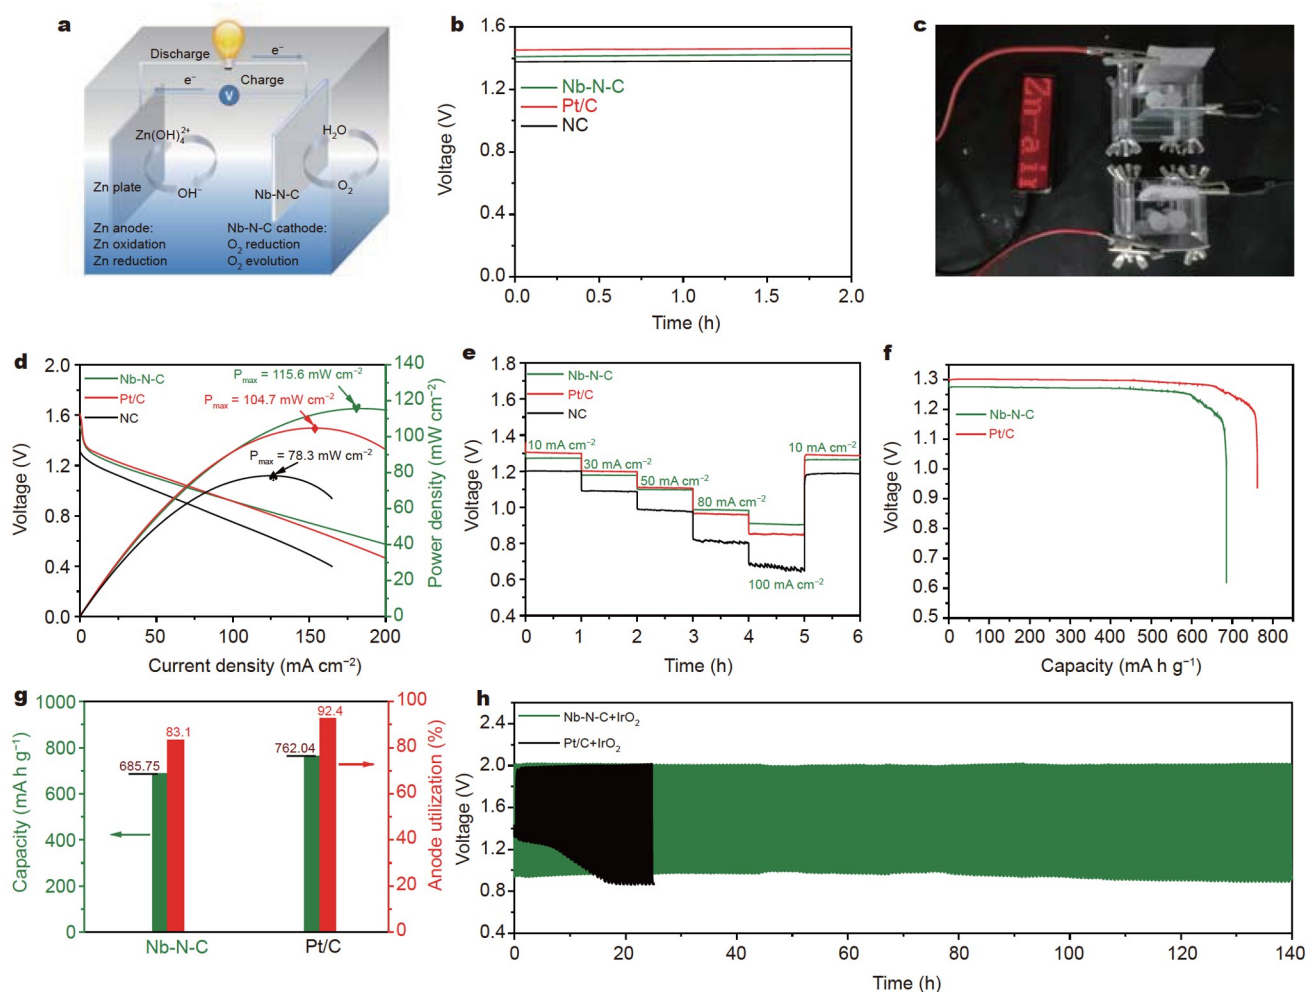 a
Discharge
e⁻
e⁻
Charge
V
Zn(OH)₄²⁺
H₂O
Zn plate
OH⁻
Nb-N-C
O₂
Zn anode:
Zn oxidation
Zn reduction
Nb-N-C cathode:
O₂ reduction
O₂ evolution
b
1.6
1.2
0.8
0.4
0.0
Voltage (V)
Nb-N-C
Pt/C
NC
0.0 0.5 1.0 1.5 2.0
Time (h)
c
Zn-air
d
2.0
1.6
1.2
0.8
0.4
0.0
Voltage (V)
Nb-N-C
Pt/C
NC
Pmax = 115.6 mW cm⁻²
Pmax = 104.7 mW cm⁻²
Pmax = 78.3 mW cm⁻²
140
120
100
80
60
40
20
0
Power density (mW cm⁻²)
0 50 100 150 200
Current density (mA cm⁻²)
e
1.8
1.6
1.4
1.2
1.0
0.8
0.6
0.4
Voltage (V)
Nb-N-C
Pt/C
NC
10 mA cm⁻²
30 mA cm⁻²
50 mA cm⁻²
80 mA cm⁻²
100 mA cm⁻²
10 mA cm⁻²
0 1 2 3 4 5 6
Time (h)
f
1.3
1.2
1.1
1.0
0.9
0.8
0.7
0.6
0.5
Voltage (V)
Nb-N-C
Pt/C
0 100 200 300 400 500 600 700 800
Capacity (mA h g⁻¹)
g
1000
800
600
400
200
0
Capacity (mA h g⁻¹)
685.75
83.1
762.04
92.4
100
80
60
40
20
0
Anode utilization (%)
Nb-N-C Pt/C
h
2.4
2.0
1.6
1.2
0.8
0.4
Voltage (V)
Nb-N-C+IrO₂
Pt/C+IrO₂
0 20 40 60 80 100 120 140
Time (h)